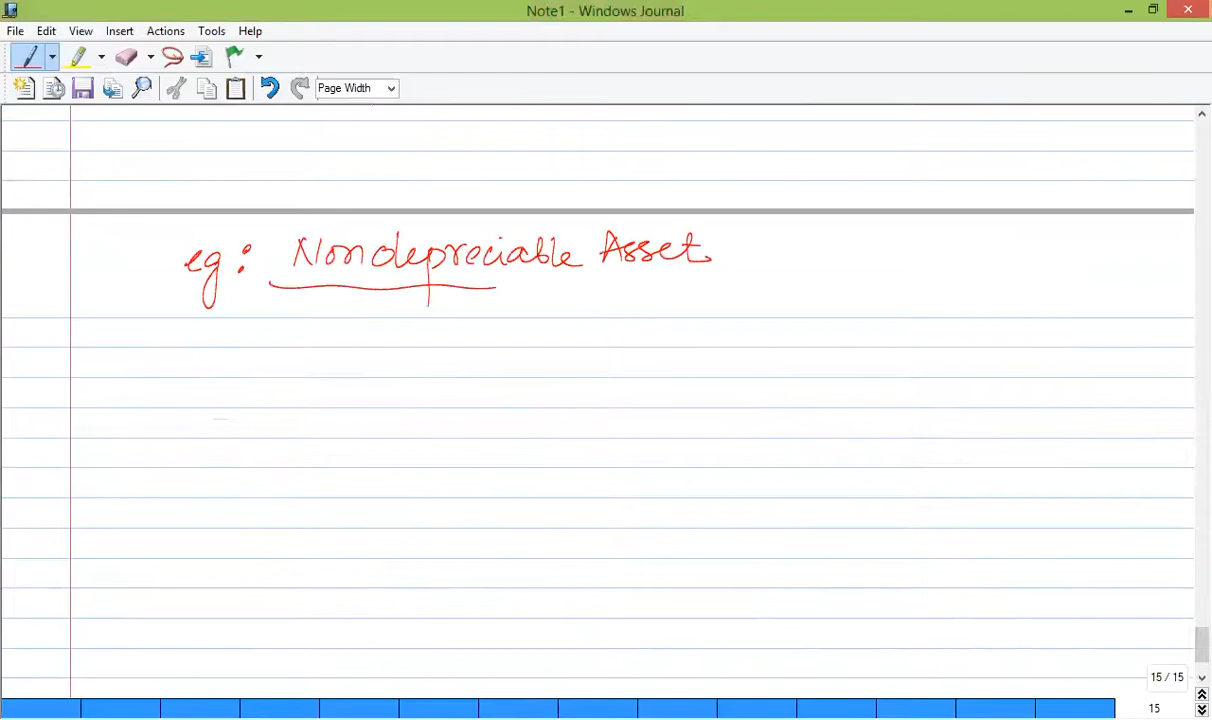 Note1 - Windows Journal
File Edit View Insert Actions Tools Help
Page Width
eg: Nondepreciable Asset
15 / 15
15